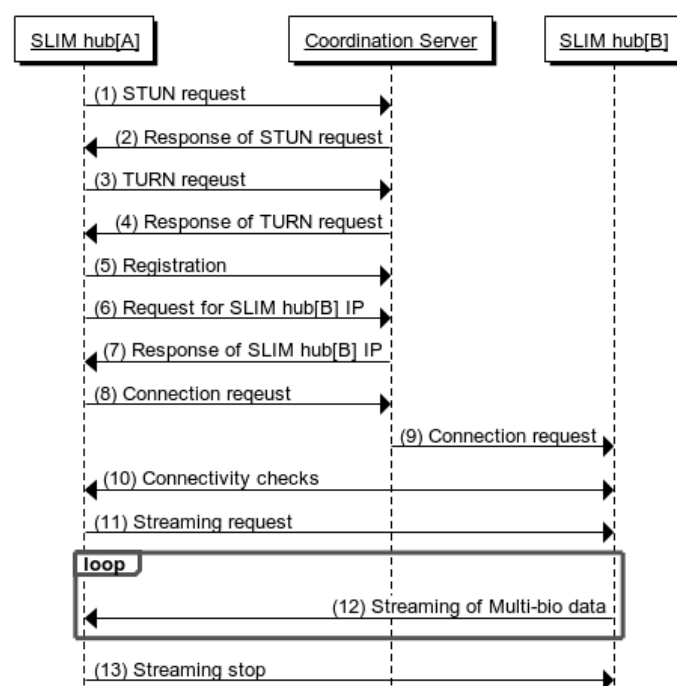 SLIM hub[A]
Coordination Server
SLIM hub[B]
(1) STUN request
(2) Response of STUN request
(3) TURN reqeust
(4) Response of TURN request
(5) Registration
(6) Request for SLIM hub[B] IP
(7) Response of SLIM hub[B] IP
(8) Connection reqeust
(9) Connection request
(10) Connectivity checks
(11) Streaming request
loop
(12) Streaming of Multi-bio data
(13) Streaming stop